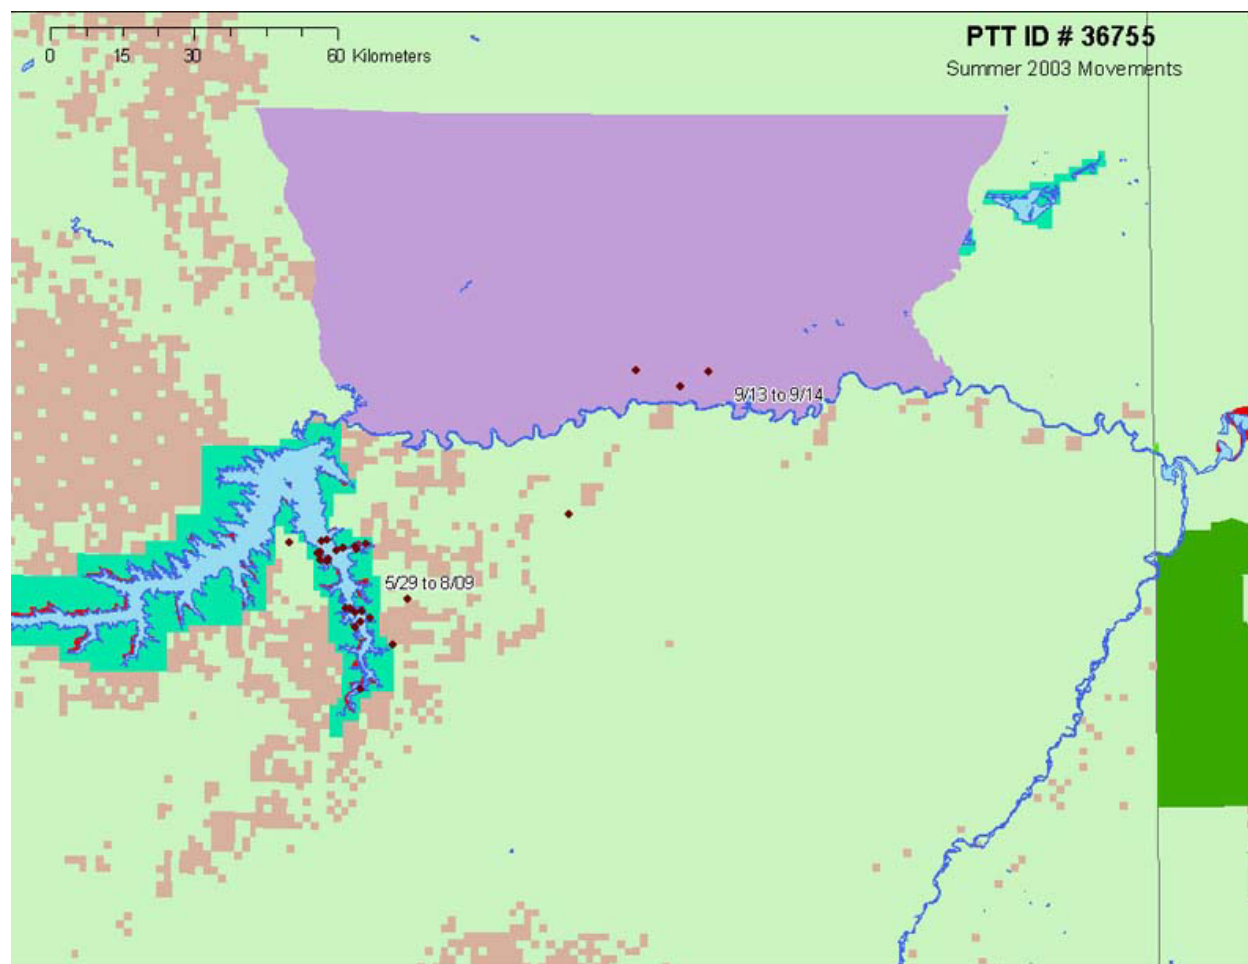 PTT ID # 36755
Summer 2003 Movements
0 15 30 60 Kilometers
9/13 to 9/14
5/29 to 8/09